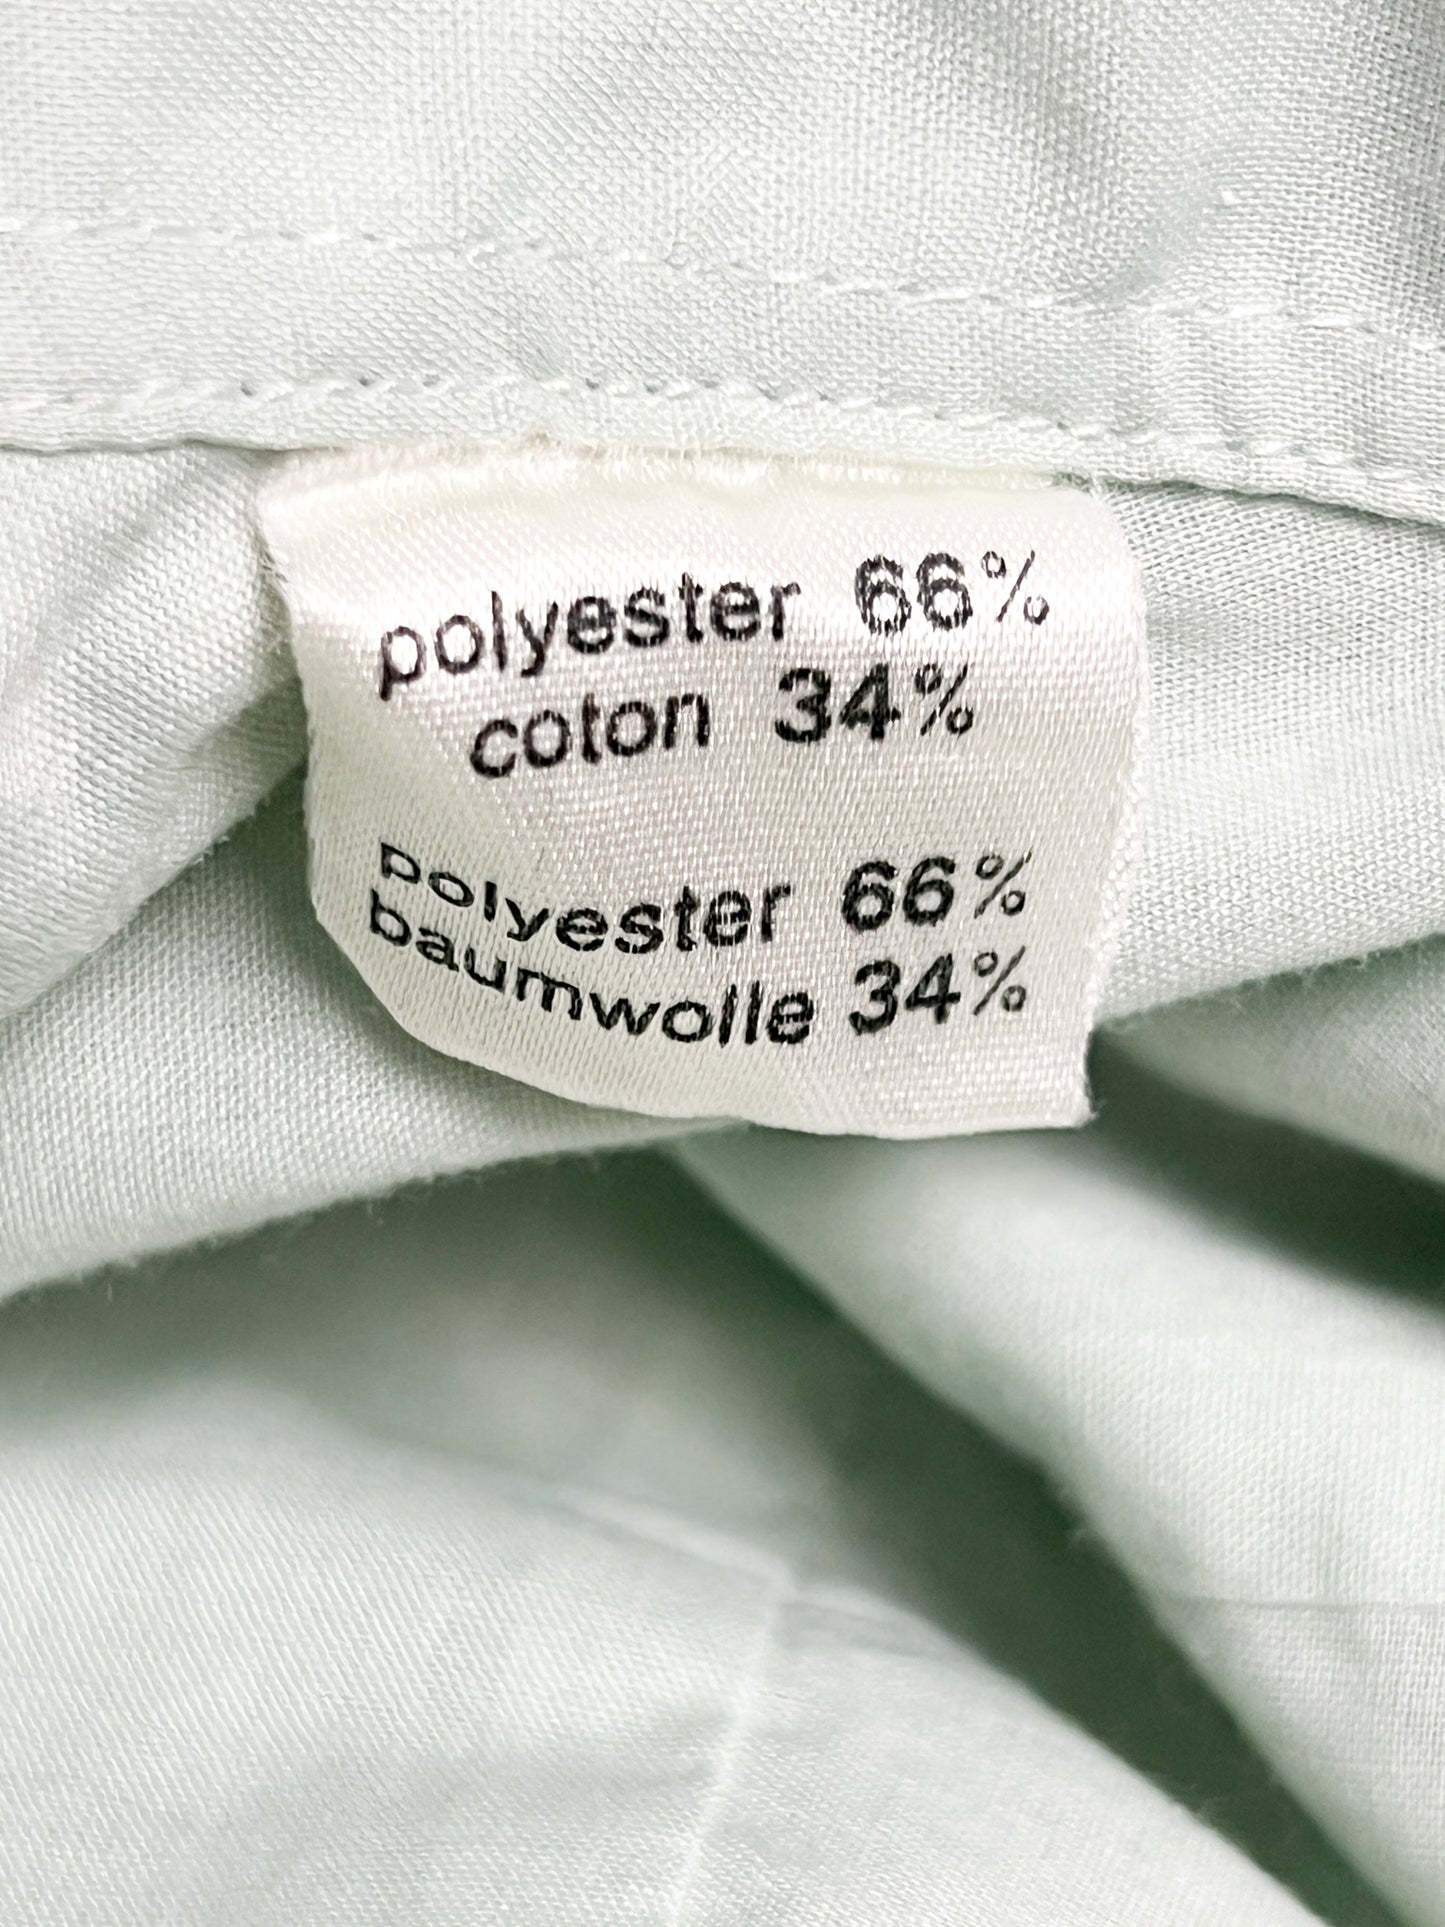 polyester 66%
coton 34%
polyester 66%
baumwolle 34%